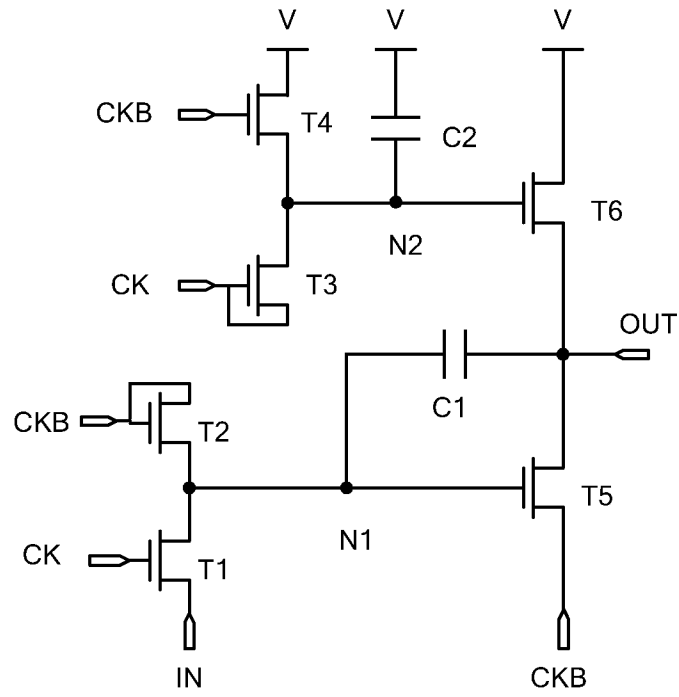 V V V
CKB T4 C2
T6
N2
CK T3
OUT
C1
CKB T2
T5
N1
CK T1
IN CKB